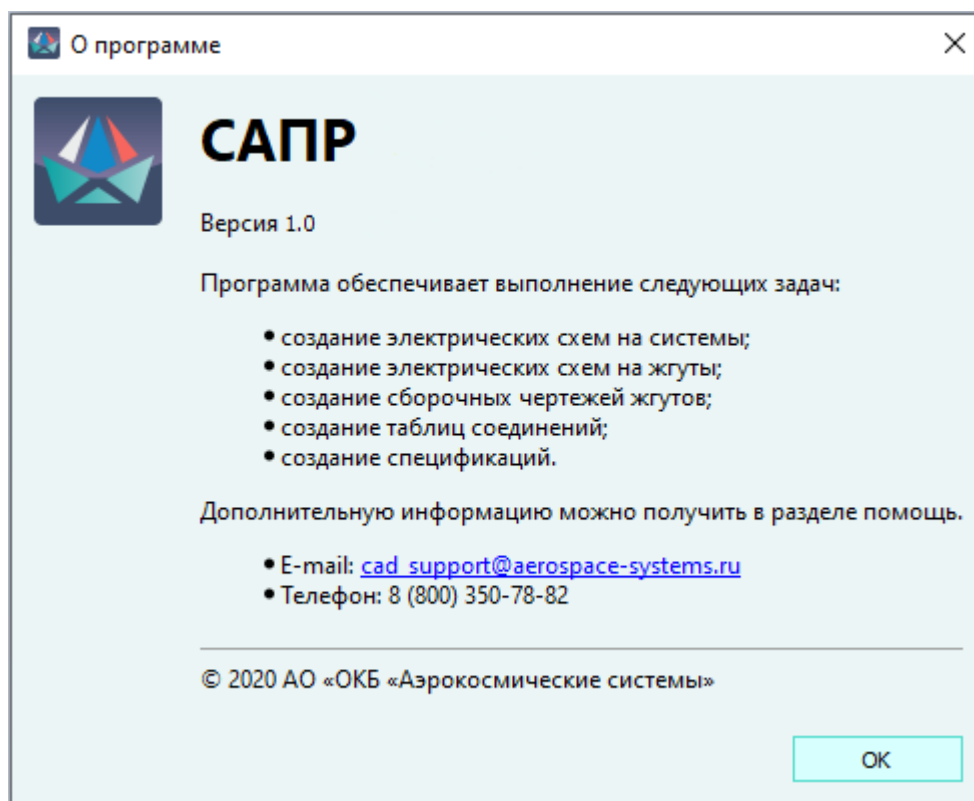 О программе
САПР
Версия 1.0
Программа обеспечивает выполнение следующих задач:
• создание электрических схем на системы;
• создание электрических схем на жгуты;
• создание сборочных чертежей жгутов;
• создание таблиц соединений;
• создание спецификаций.
Дополнительную информацию можно получить в разделе помощь.
• E-mail: cad_support@aerospace-systems.ru
• Телефон: 8 (800) 350-78-82
© 2020 АО «ОКБ «Аэрокосмические системы»
ОК